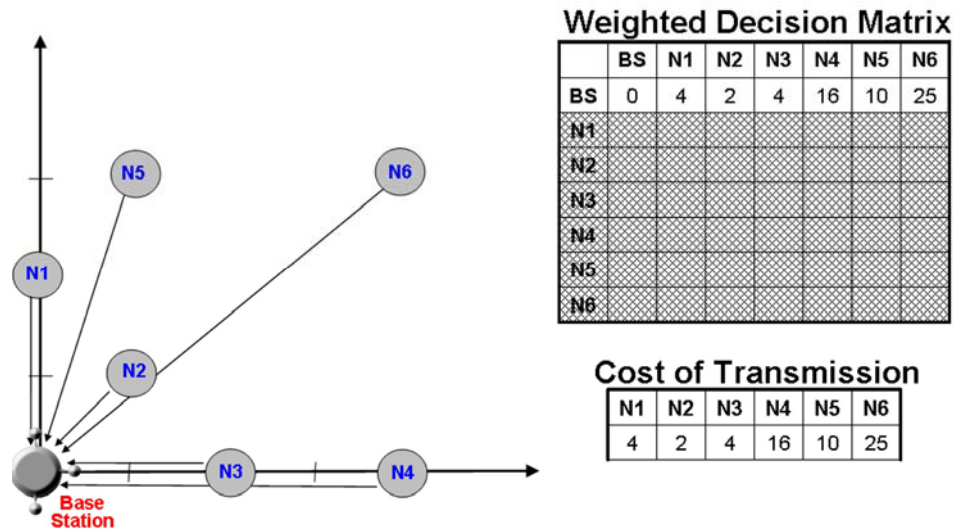 Weighted Decision Matrix
BS N1 N2 N3 N4 N5 N6
BS 0 4 2 4 16 10 25
N1
N2
N3
N4
N5
N6
Cost of Transmission
N1 N2 N3 N4 N5 N6
4 2 4 16 10 25
N5
N6
N1
N2
N3
N4
Base
Station